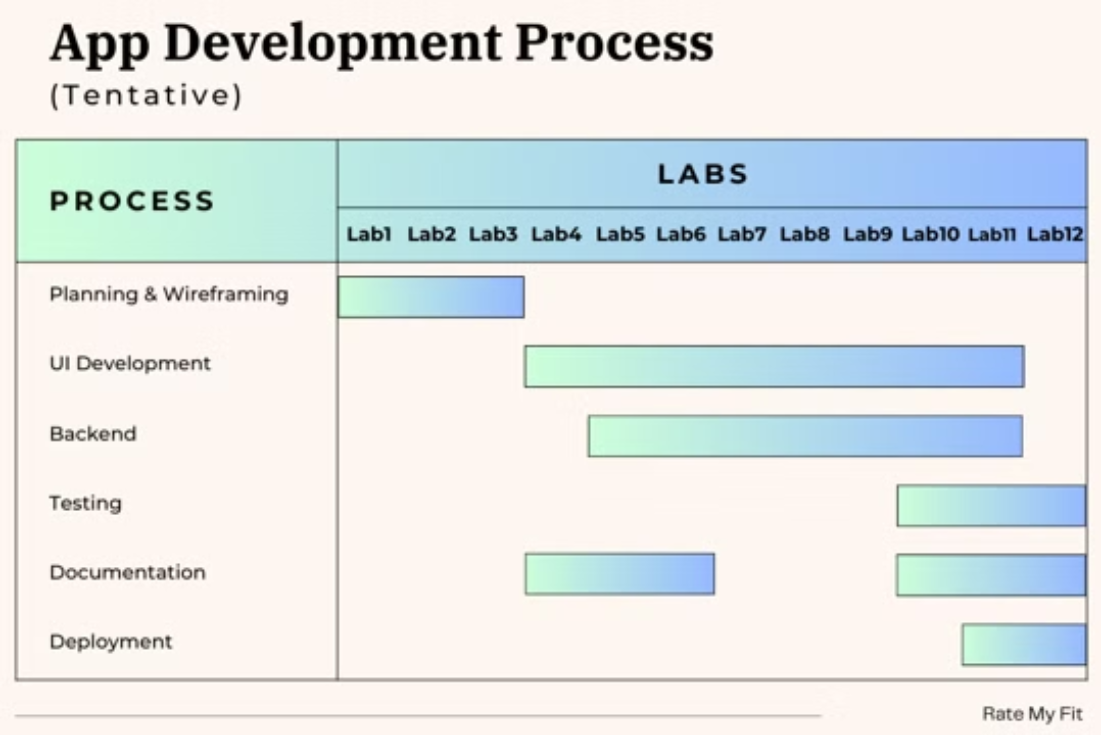 App Development Process
(Tentative)
PROCESS
LABS
Lab1 Lab2 Lab3 Lab4 Lab5 Lab6 Lab7 Lab8 Lab9 Lab10 Lab11 Lab12
Planning & Wireframing
UI Development
Backend
Testing
Documentation
Deployment
Rate My Fit